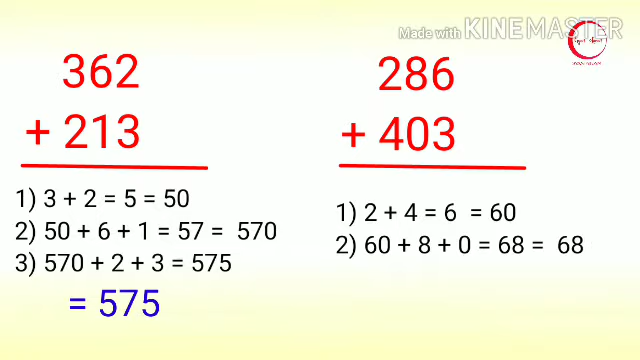 Made with KINEMASTER
362
+ 213
1) 3 + 2 = 5 = 50
2) 50 + 6 + 1 = 57 = 570
3) 570 + 2 + 3 = 575
= 575
286
+ 403
1) 2 + 4 = 6 = 60
2) 60 + 8 + 0 = 68 = 68